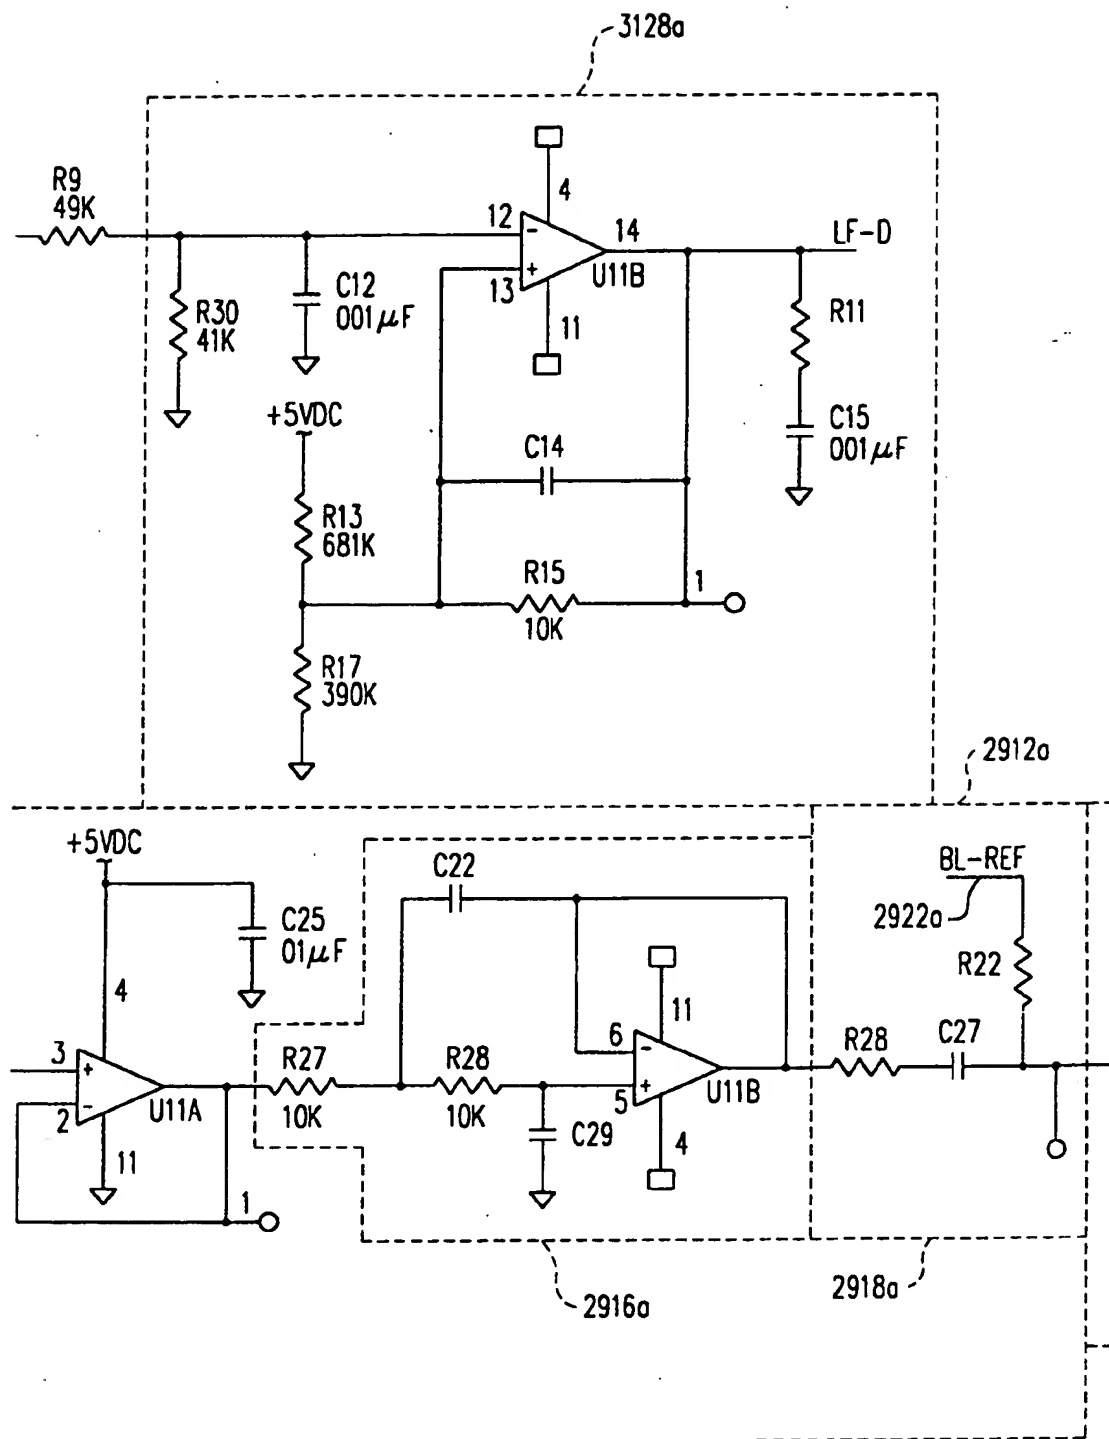 3128a
R9
49K
4
12
14
LF-D
-
+
13
U11B
C12
001µF
R30
41K
11
R11
+5VDC
C15
001µF
C14
R13
681K
R15
1
10K
R17
390K
2912a
+5VDC
C22
BL-REF
2922a
C25
01µF
R22
4
11
3
+
R27
R28
6
-
R28
C27
2
-
U11A
10K
10K
5
+
U11B
C29
11
4
1
2916a
2918a